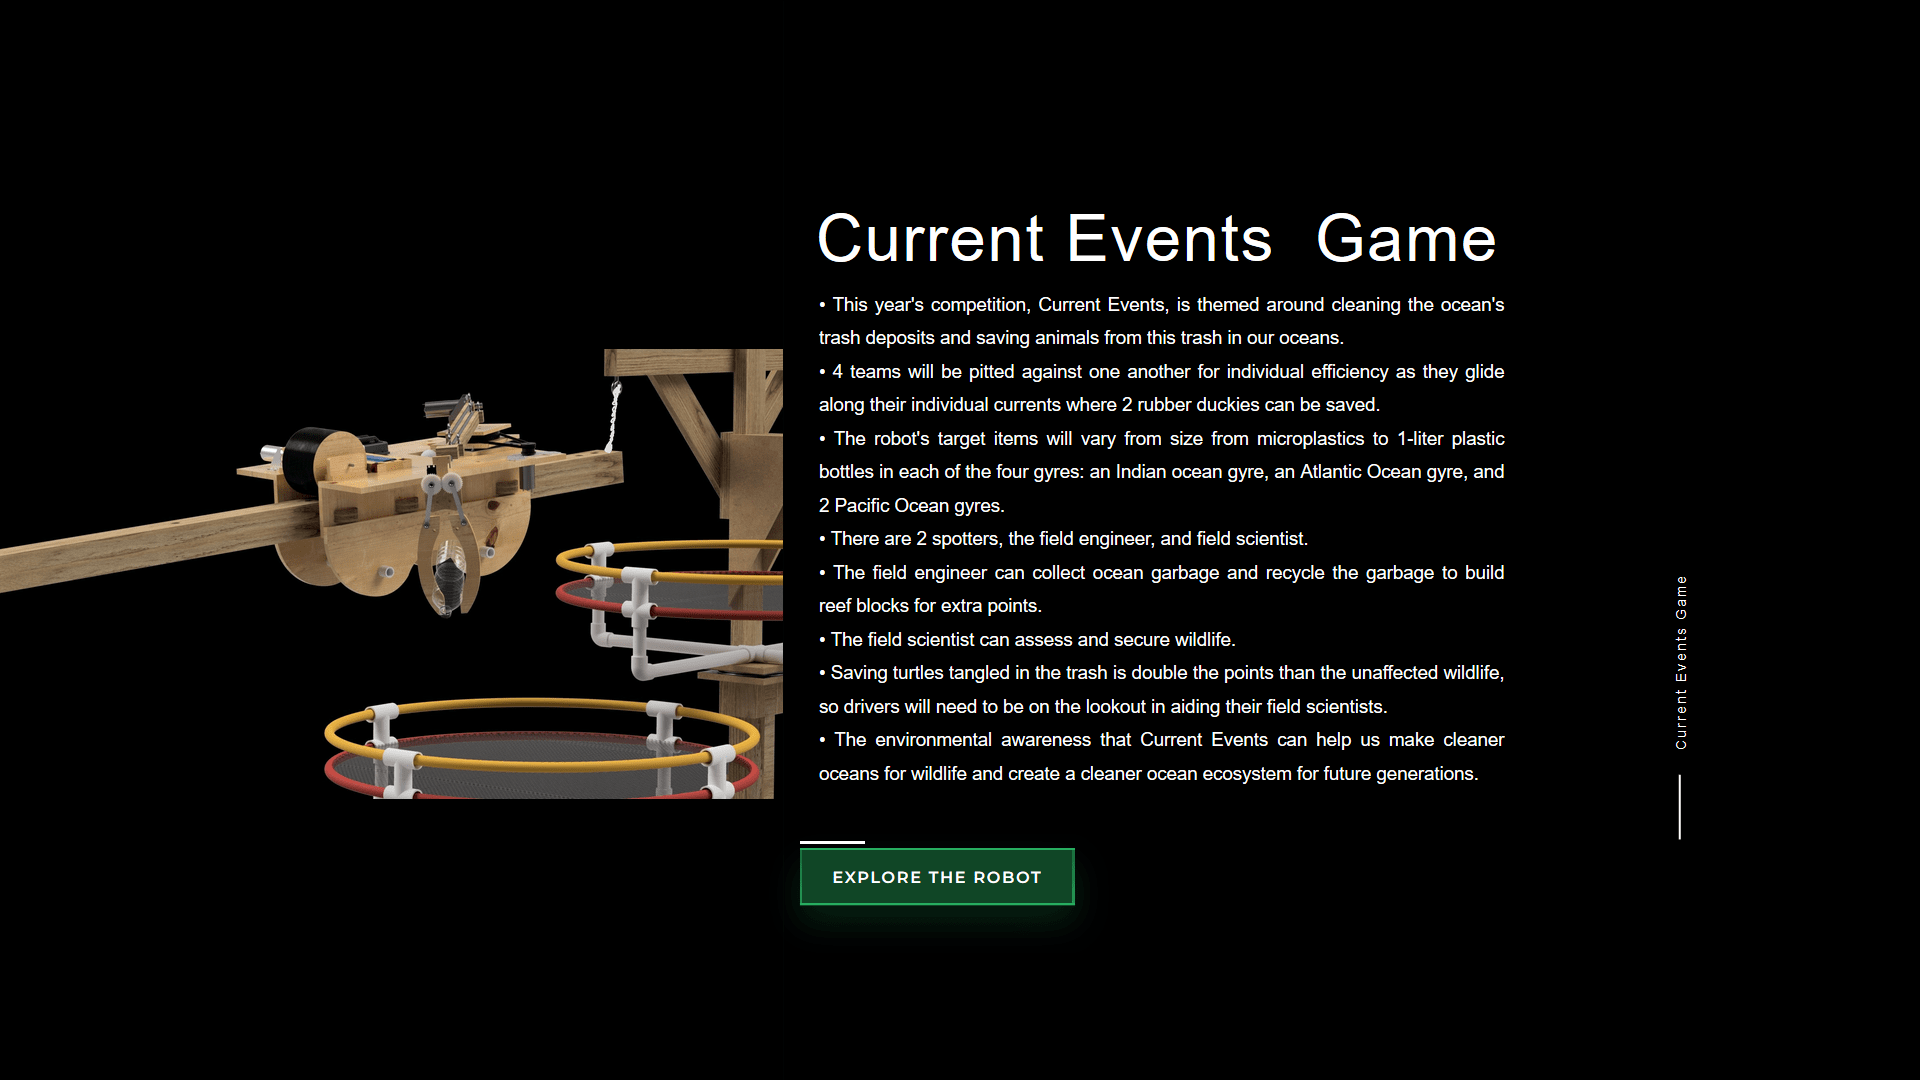 Current Events  Game
• This year's competition, Current Events, is themed around cleaning the ocean's
trash deposits and saving animals from this trash in our oceans.
• 4 teams will be pitted against one another for individual efficiency as they glide
along their individual currents where 2 rubber duckies can be saved.
• The robot's target items will vary from size from microplastics to 1-liter plastic
bottles in each of the four gyres: an Indian ocean gyre, an Atlantic Ocean gyre, and
2 Pacific Ocean gyres.
• There are 2 spotters, the field engineer, and field scientist.
• The field engineer can collect ocean garbage and recycle the garbage to build
reef blocks for extra points.
• The field scientist can assess and secure wildlife.
• Saving turtles tangled in the trash is double the points than the unaffected wildlife,
so drivers will need to be on the lookout in aiding their field scientists.
• The environmental awareness that Current Events can help us make cleaner
oceans for wildlife and create a cleaner ocean ecosystem for future generations.
EXPLORE THE ROBOT
Current Events Game